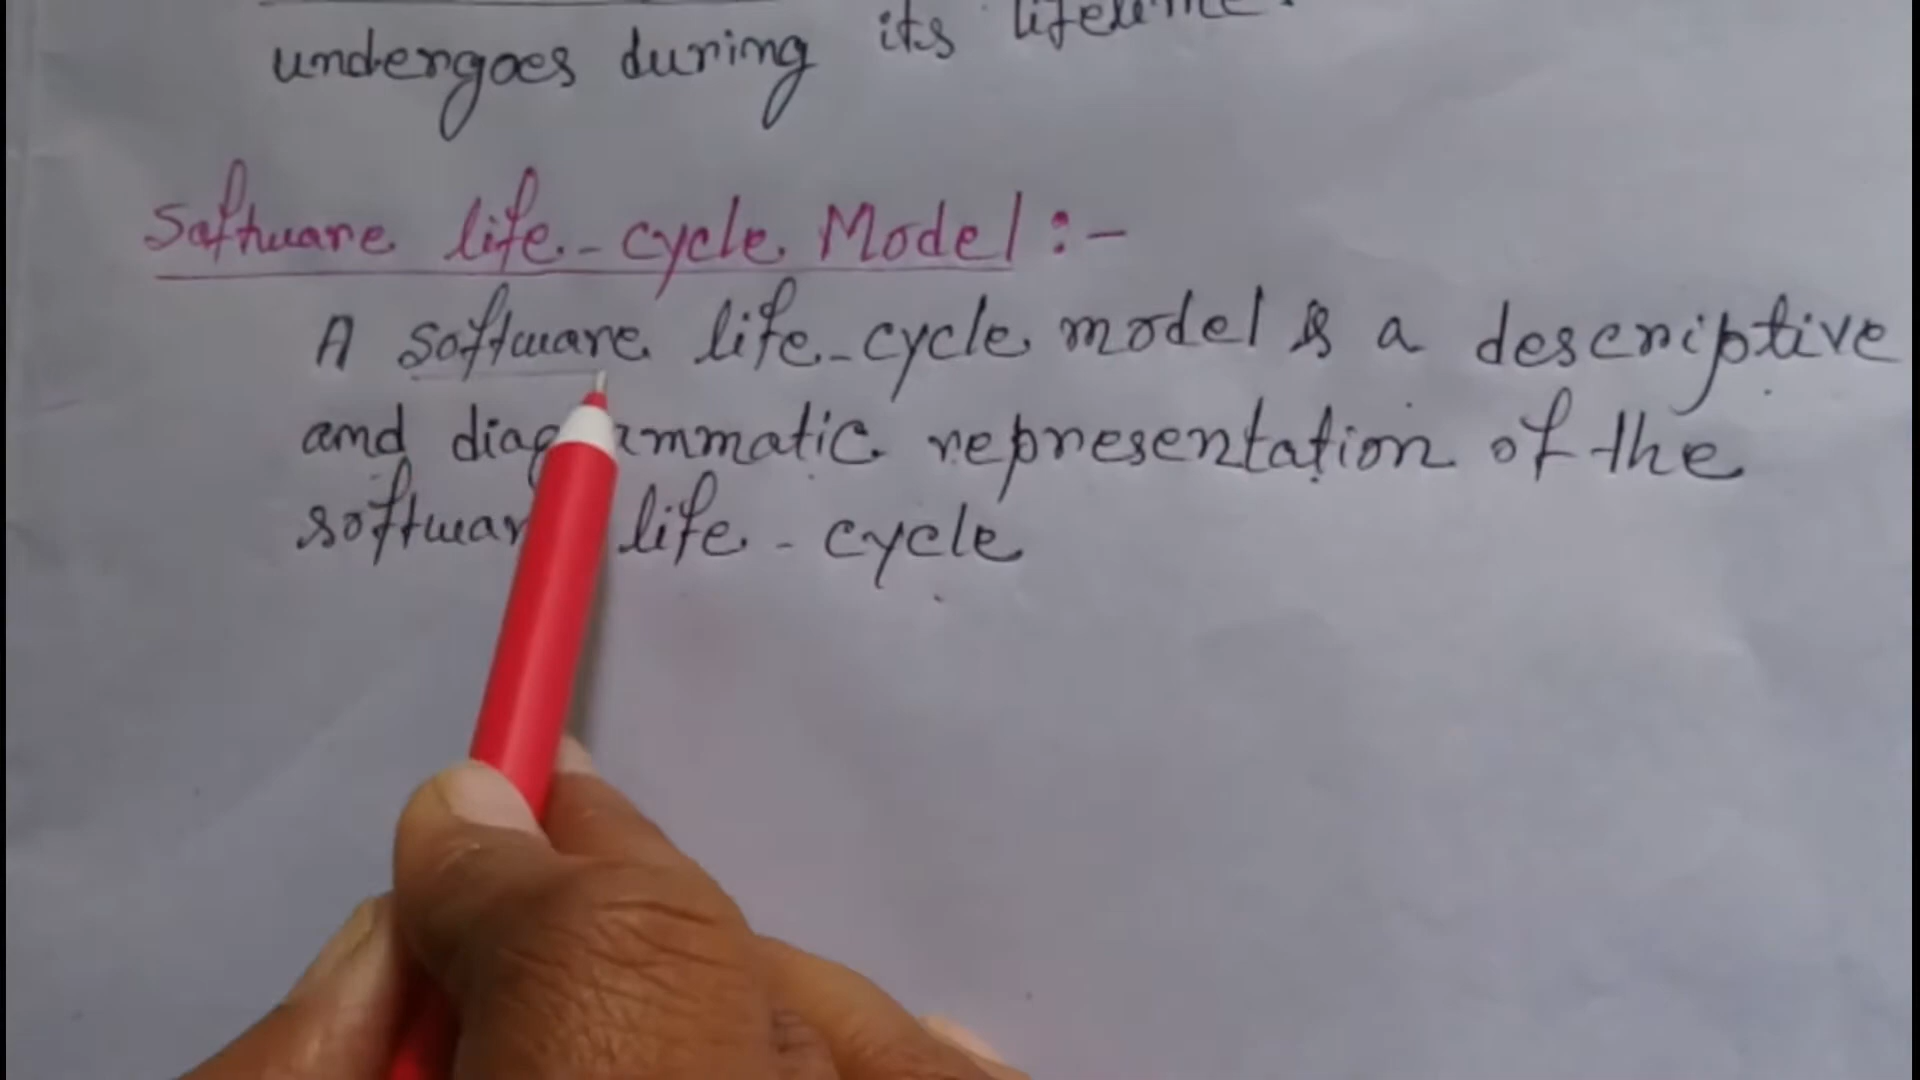 undergoes during its lifetime.
Software life-cycle Model :-
A software life-cycle model is a descriptive
and diagrammatic representation of the
software life-cycle